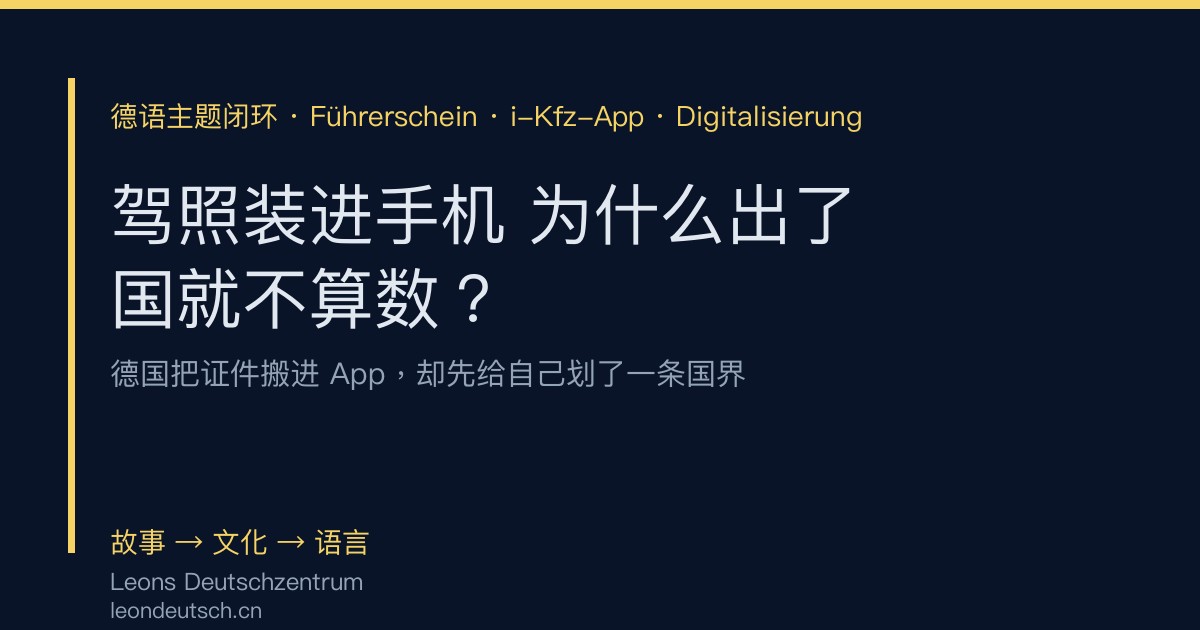 德语主题闭环 · Führerschein · i-Kfz-App · Digitalisierung
驾照装进手机 为什么出了
国就不算数？
德国把证件搬进 App，却先给自己划了一条国界
故事 → 文化 → 语言
Leons Deutschzentrum
leondeutsch.cn